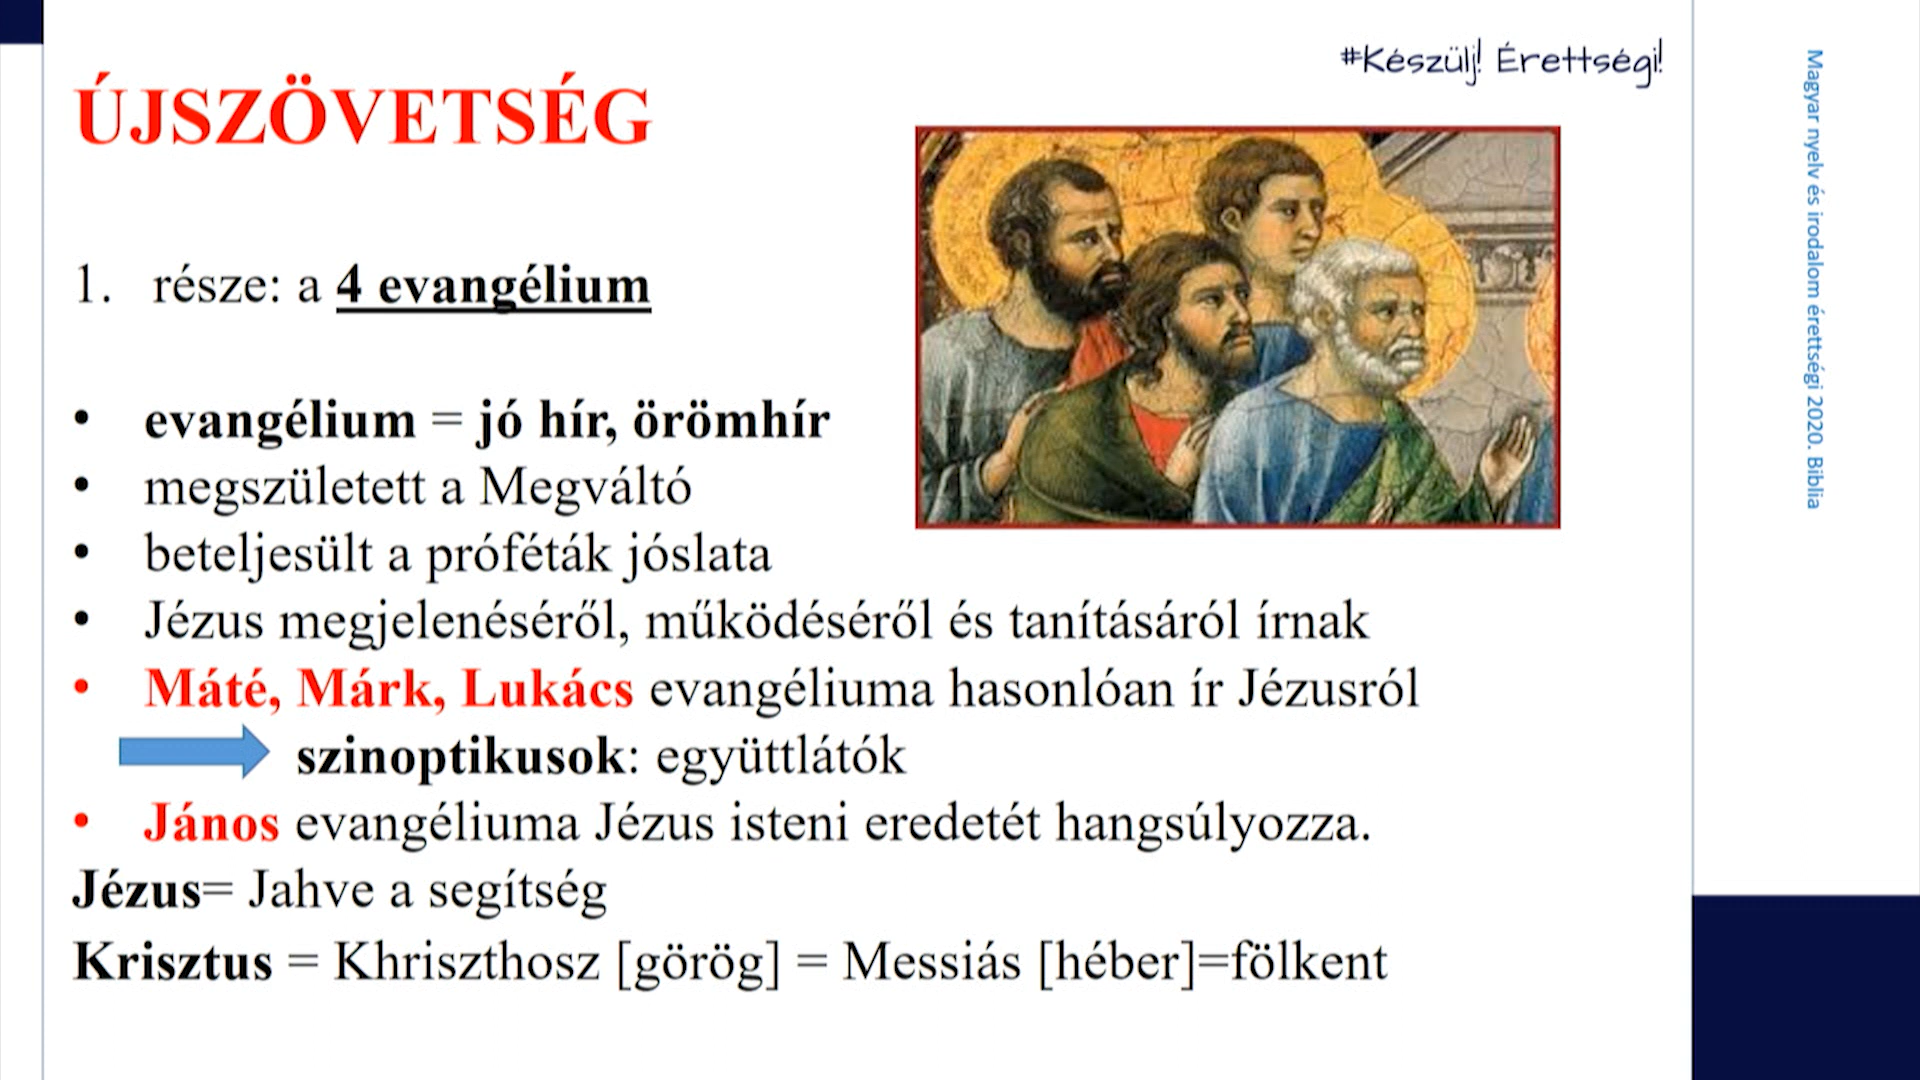 #Készülj! Érettségi!
ÚJSZÖVETSÉG
1. része: a 4 evangélium
• evangélium = jó hír, örömhír
• megszületett a Megváltó
• beteljesült a próféták jóslata
• Jézus megjelenéséről, működéséről és tanításáról írnak
• Máté, Márk, Lukács evangéliuma hasonlóan ír Jézusról
szinoptikusok: együttlátók
• János evangéliuma Jézus isteni eredetét hangsúlyozza.
Jézus= Jahve a segítség
Krisztus = Khriszthosz [görög] = Messiás [héber]=fölkent
Magyar nyelv és irodalom érettségi 2020. Biblia